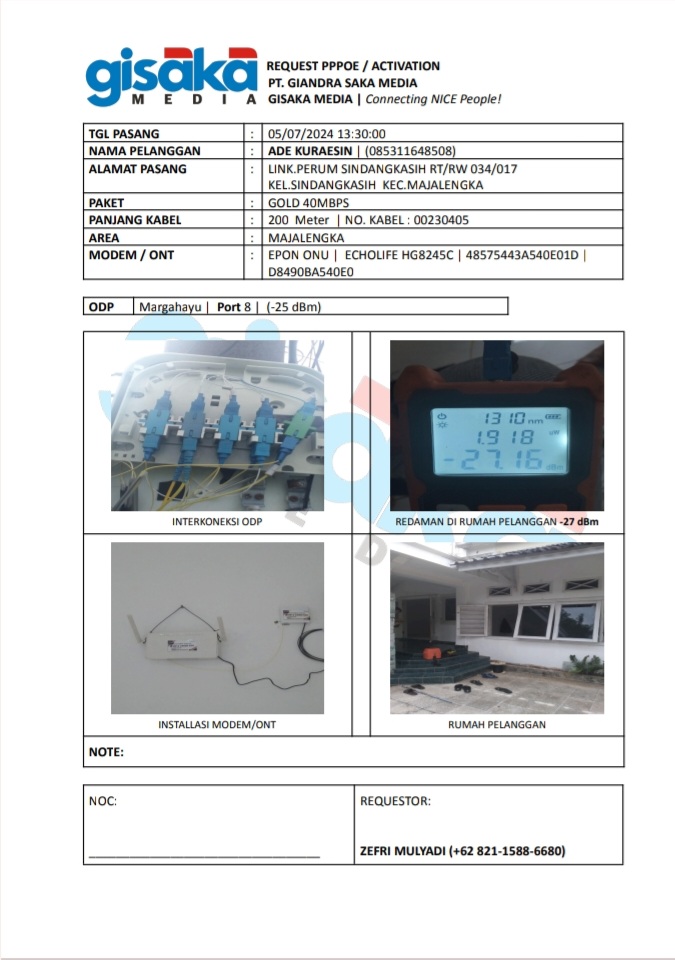 gisaka
MEDIA
REQUEST PPPOE / ACTIVATION
PT. GIANDRA SAKA MEDIA
GISAKA MEDIA | Connecting NICE People!
TGL PASANG : 05/07/2024 13:30:00
NAMA PELANGGAN : ADE KURAESIN | (085311648508)
ALAMAT PASANG : LINK.PERUM SINDANGKASIH RT/RW 034/017
KEL.SINDANGKASIH KEC.MAJALENGKA
PAKET : GOLD 40MBPS
PANJANG KABEL : 200 Meter | NO. KABEL : 00230405
AREA : MAJALENGKA
MODEM / ONT : EPON ONU | ECHOLIFE HG8245C | 48575443A540E01D |
D8490BA540E0
ODP Margahayu | Port 8 | (-25 dBm)
1310 nm
1.918 uW
-27.16 dBm
INTERKONEKSI ODP
REDAMAN DI RUMAH PELANGGAN -27 dBm
INSTALLASI MODEM/ONT
RUMAH PELANGGAN
NOTE:
NOC:
REQUESTOR:
ZEFRI MULYADI (+62 821-1588-6680)